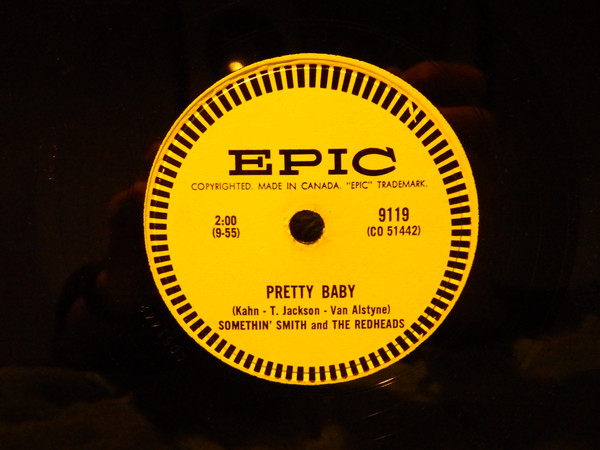 EPIC
COPYRIGHTED. MADE IN CANADA. "EPIC" TRADEMARK.
2:00
(9-55)
9119
(CO 51442)
PRETTY BABY
(Kahn - T. Jackson - Van Alstyne)
SOMETHIN' SMITH and THE REDHEADS